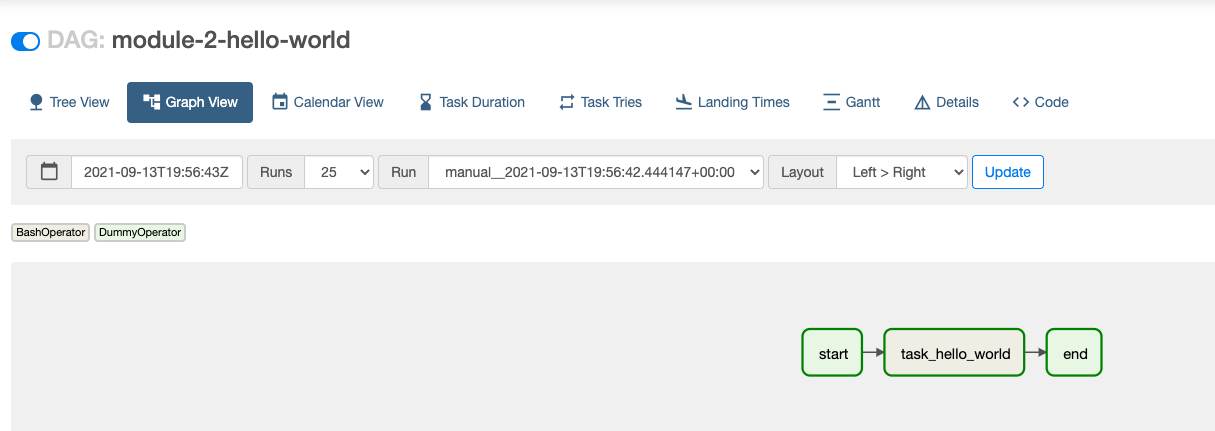 DAG: module-2-hello-world
Tree View Graph View Calendar View Task Duration Task Tries Landing Times Gantt Details Code
2021-09-13T19:56:43Z Runs 25 Run manual__2021-09-13T19:56:42.444147+00:00 Layout Left > Right Update
BashOperator DummyOperator
start task_hello_world end